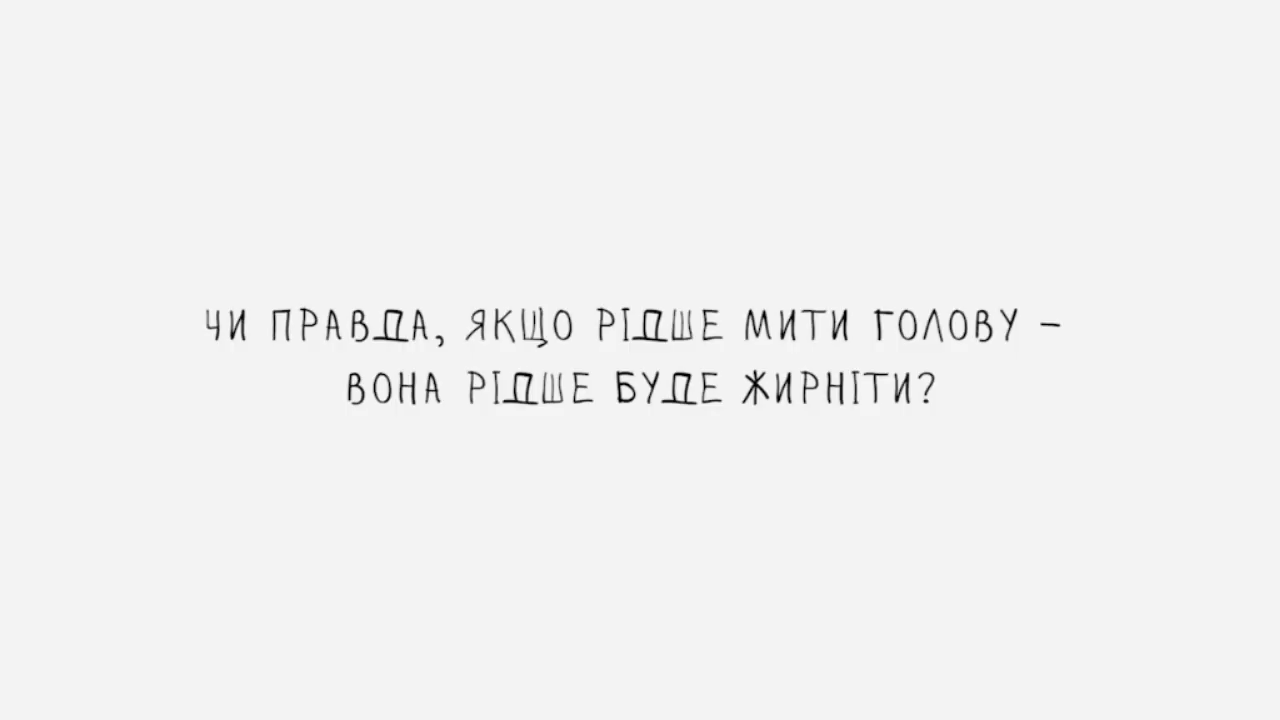 ЧИ ПРАВДА, ЯКЩО РІДШЕ МИТИ ГОЛОВУ –
ВОНА РІДШЕ БУДЕ ЖИРНІТИ?